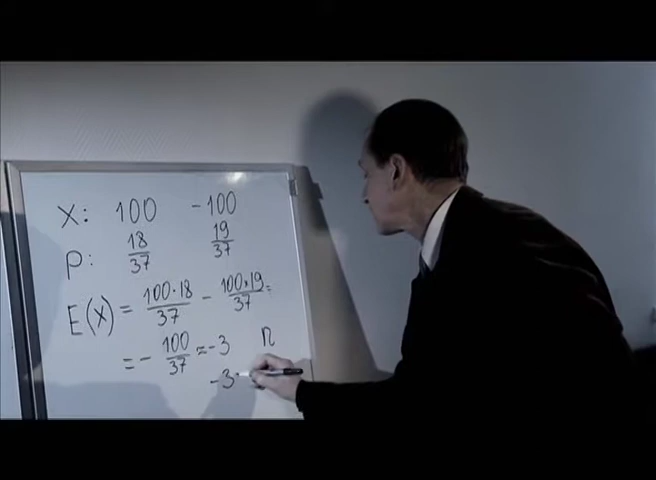 X: 100 -100
P: 18/37 19/37
E(X) = 100·18/37 - 100·19/37 =
= - 100/37 ≈ -3 n
-3·